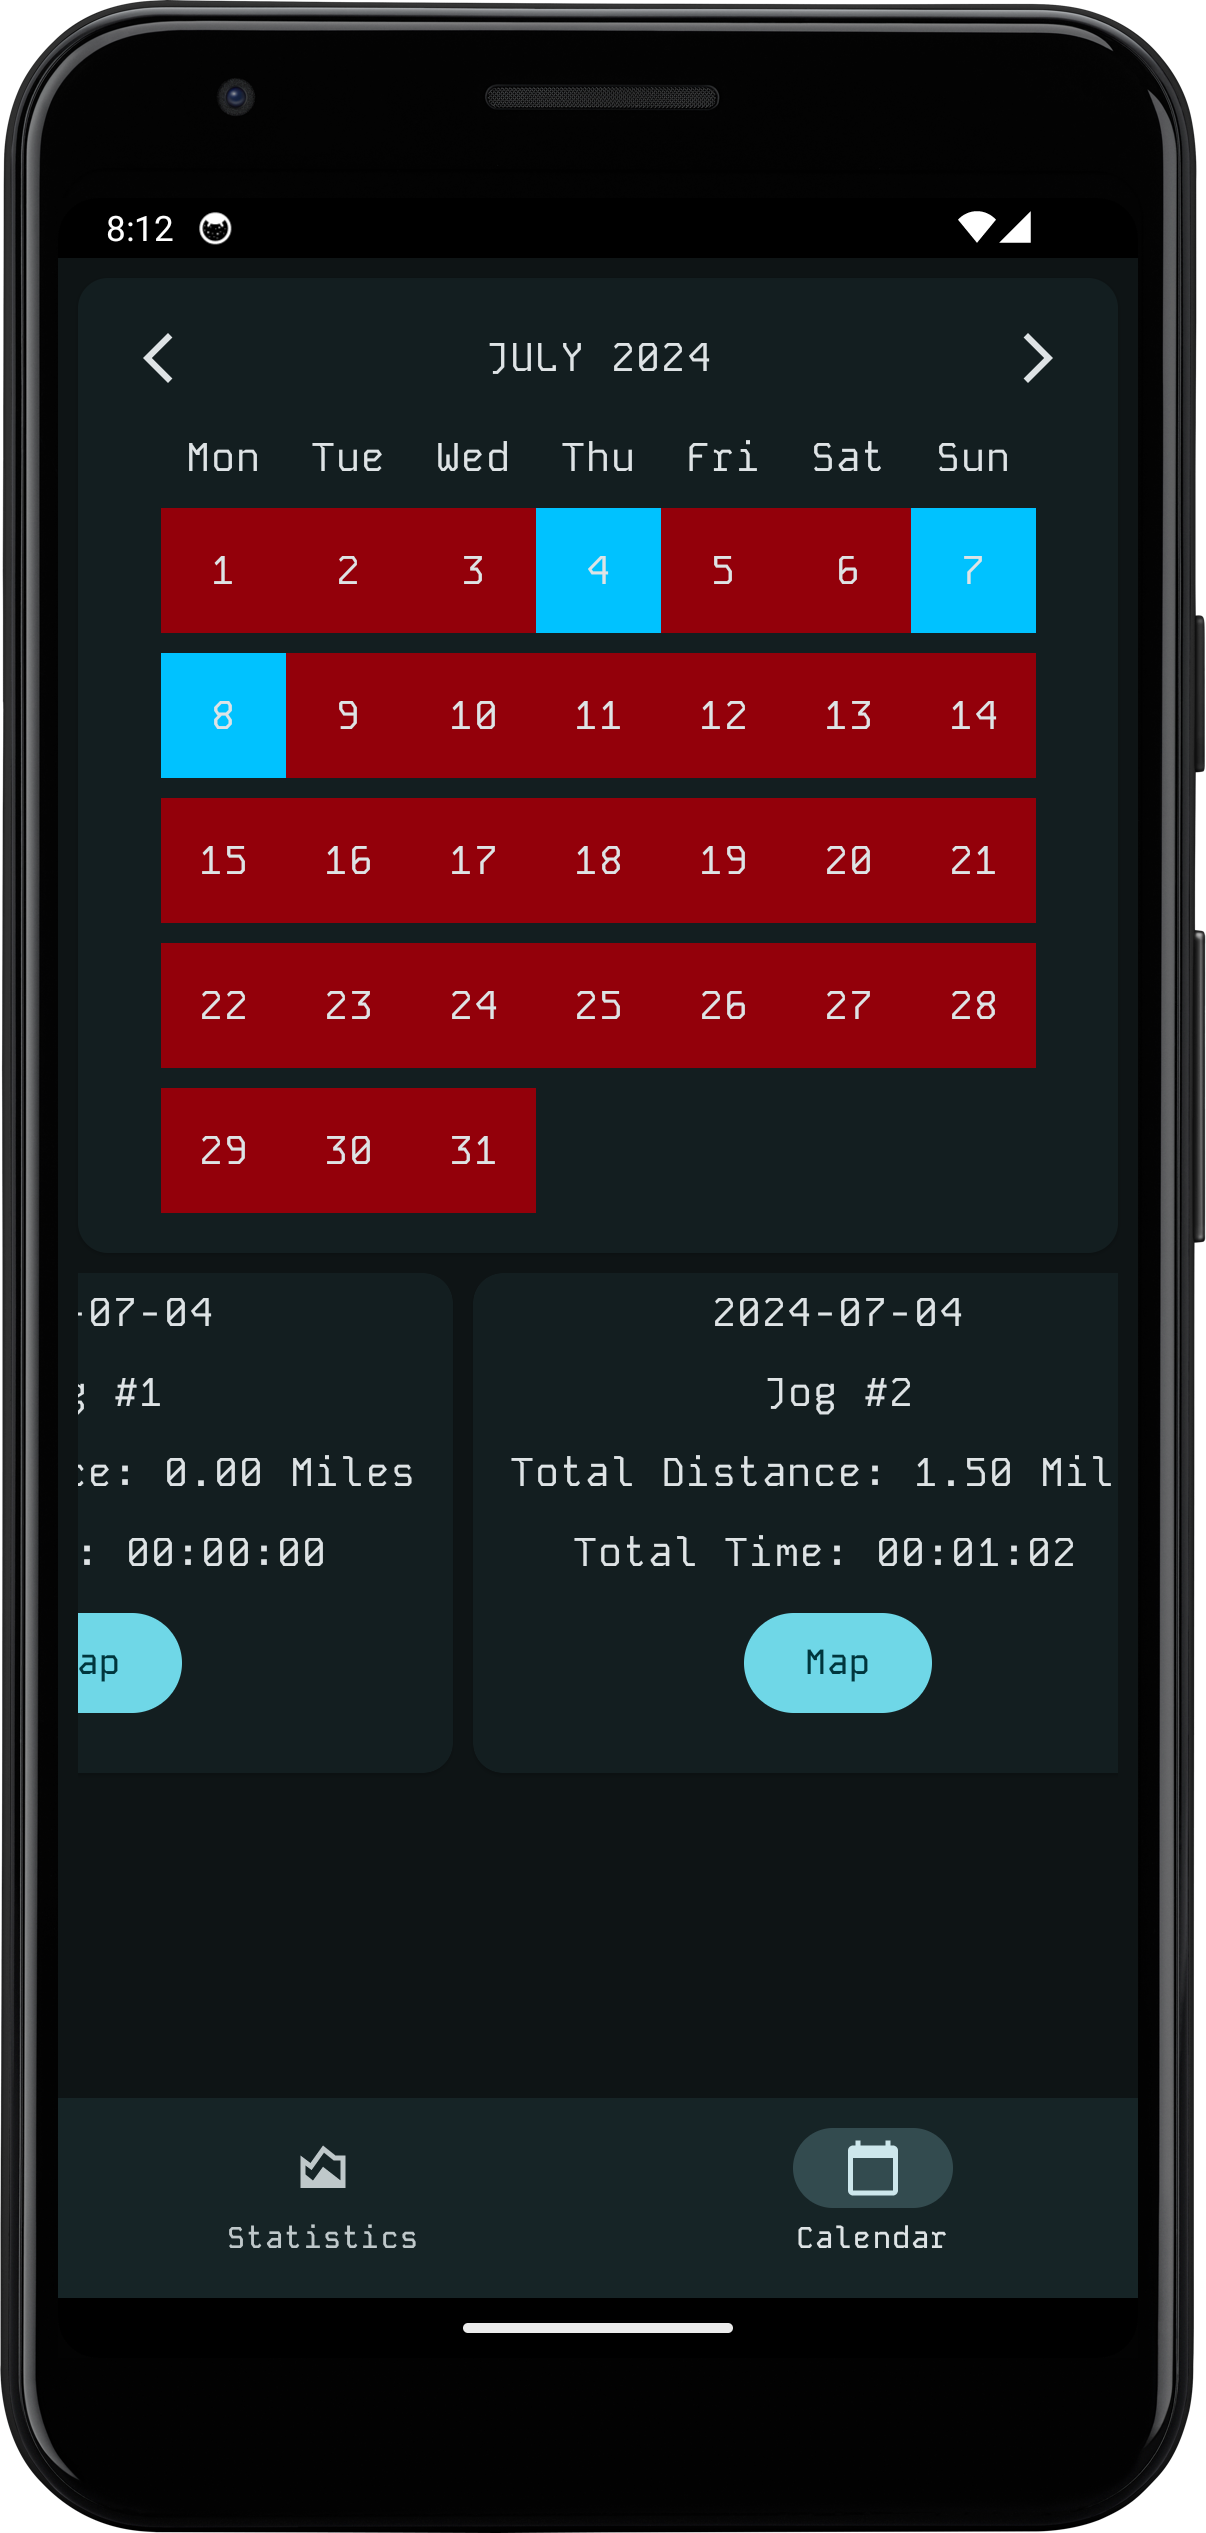 8:12
JULY 2024
Mon Tue Wed Thu Fri Sat Sun
1 2 3 4 5 6 7
8 9 10 11 12 13 14
15 16 17 18 19 20 21
22 23 24 25 26 27 28
29 30 31
-07-04
g #1
ce: 0.00 Miles
: 00:00:00
ap
2024-07-04
Jog #2
Total Distance: 1.50 Mil
Total Time: 00:01:02
Map
Statistics
Calendar